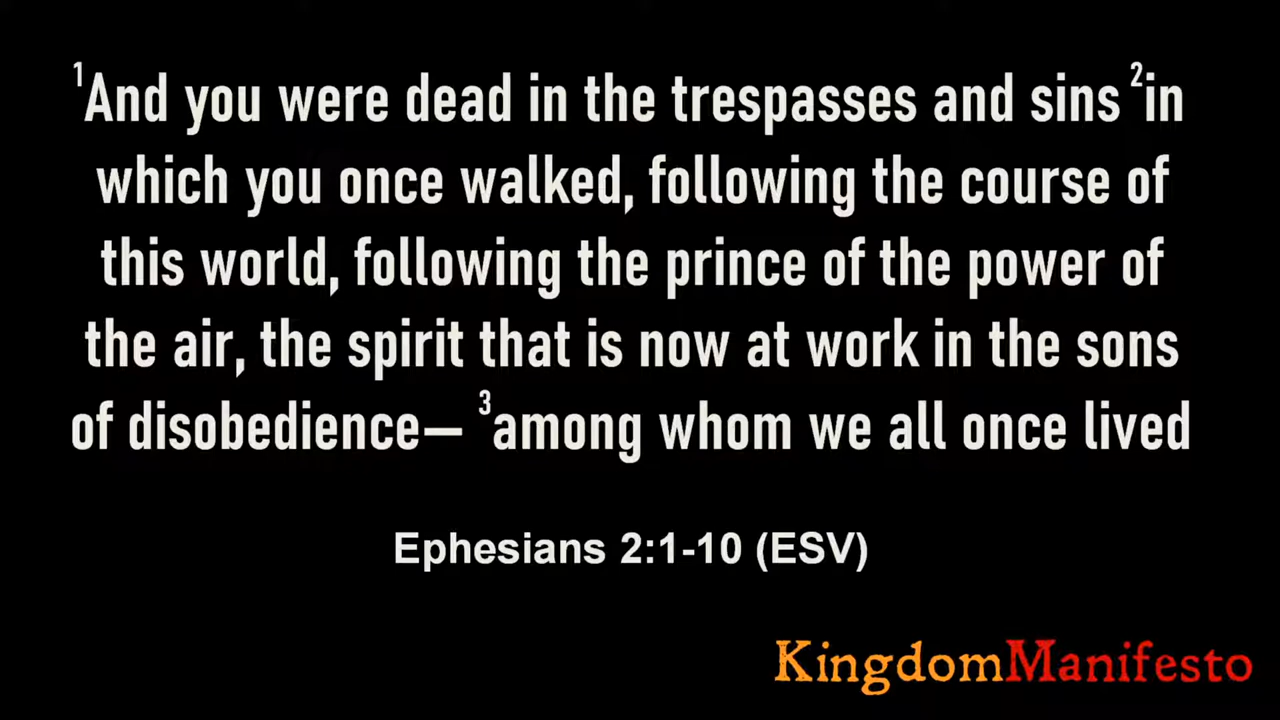 ¹And you were dead in the trespasses and sins ²in
which you once walked, following the course of
this world, following the prince of the power of
the air, the spirit that is now at work in the sons
of disobedience— ³among whom we all once lived
Ephesians 2:1-10 (ESV)
KingdomManifesto